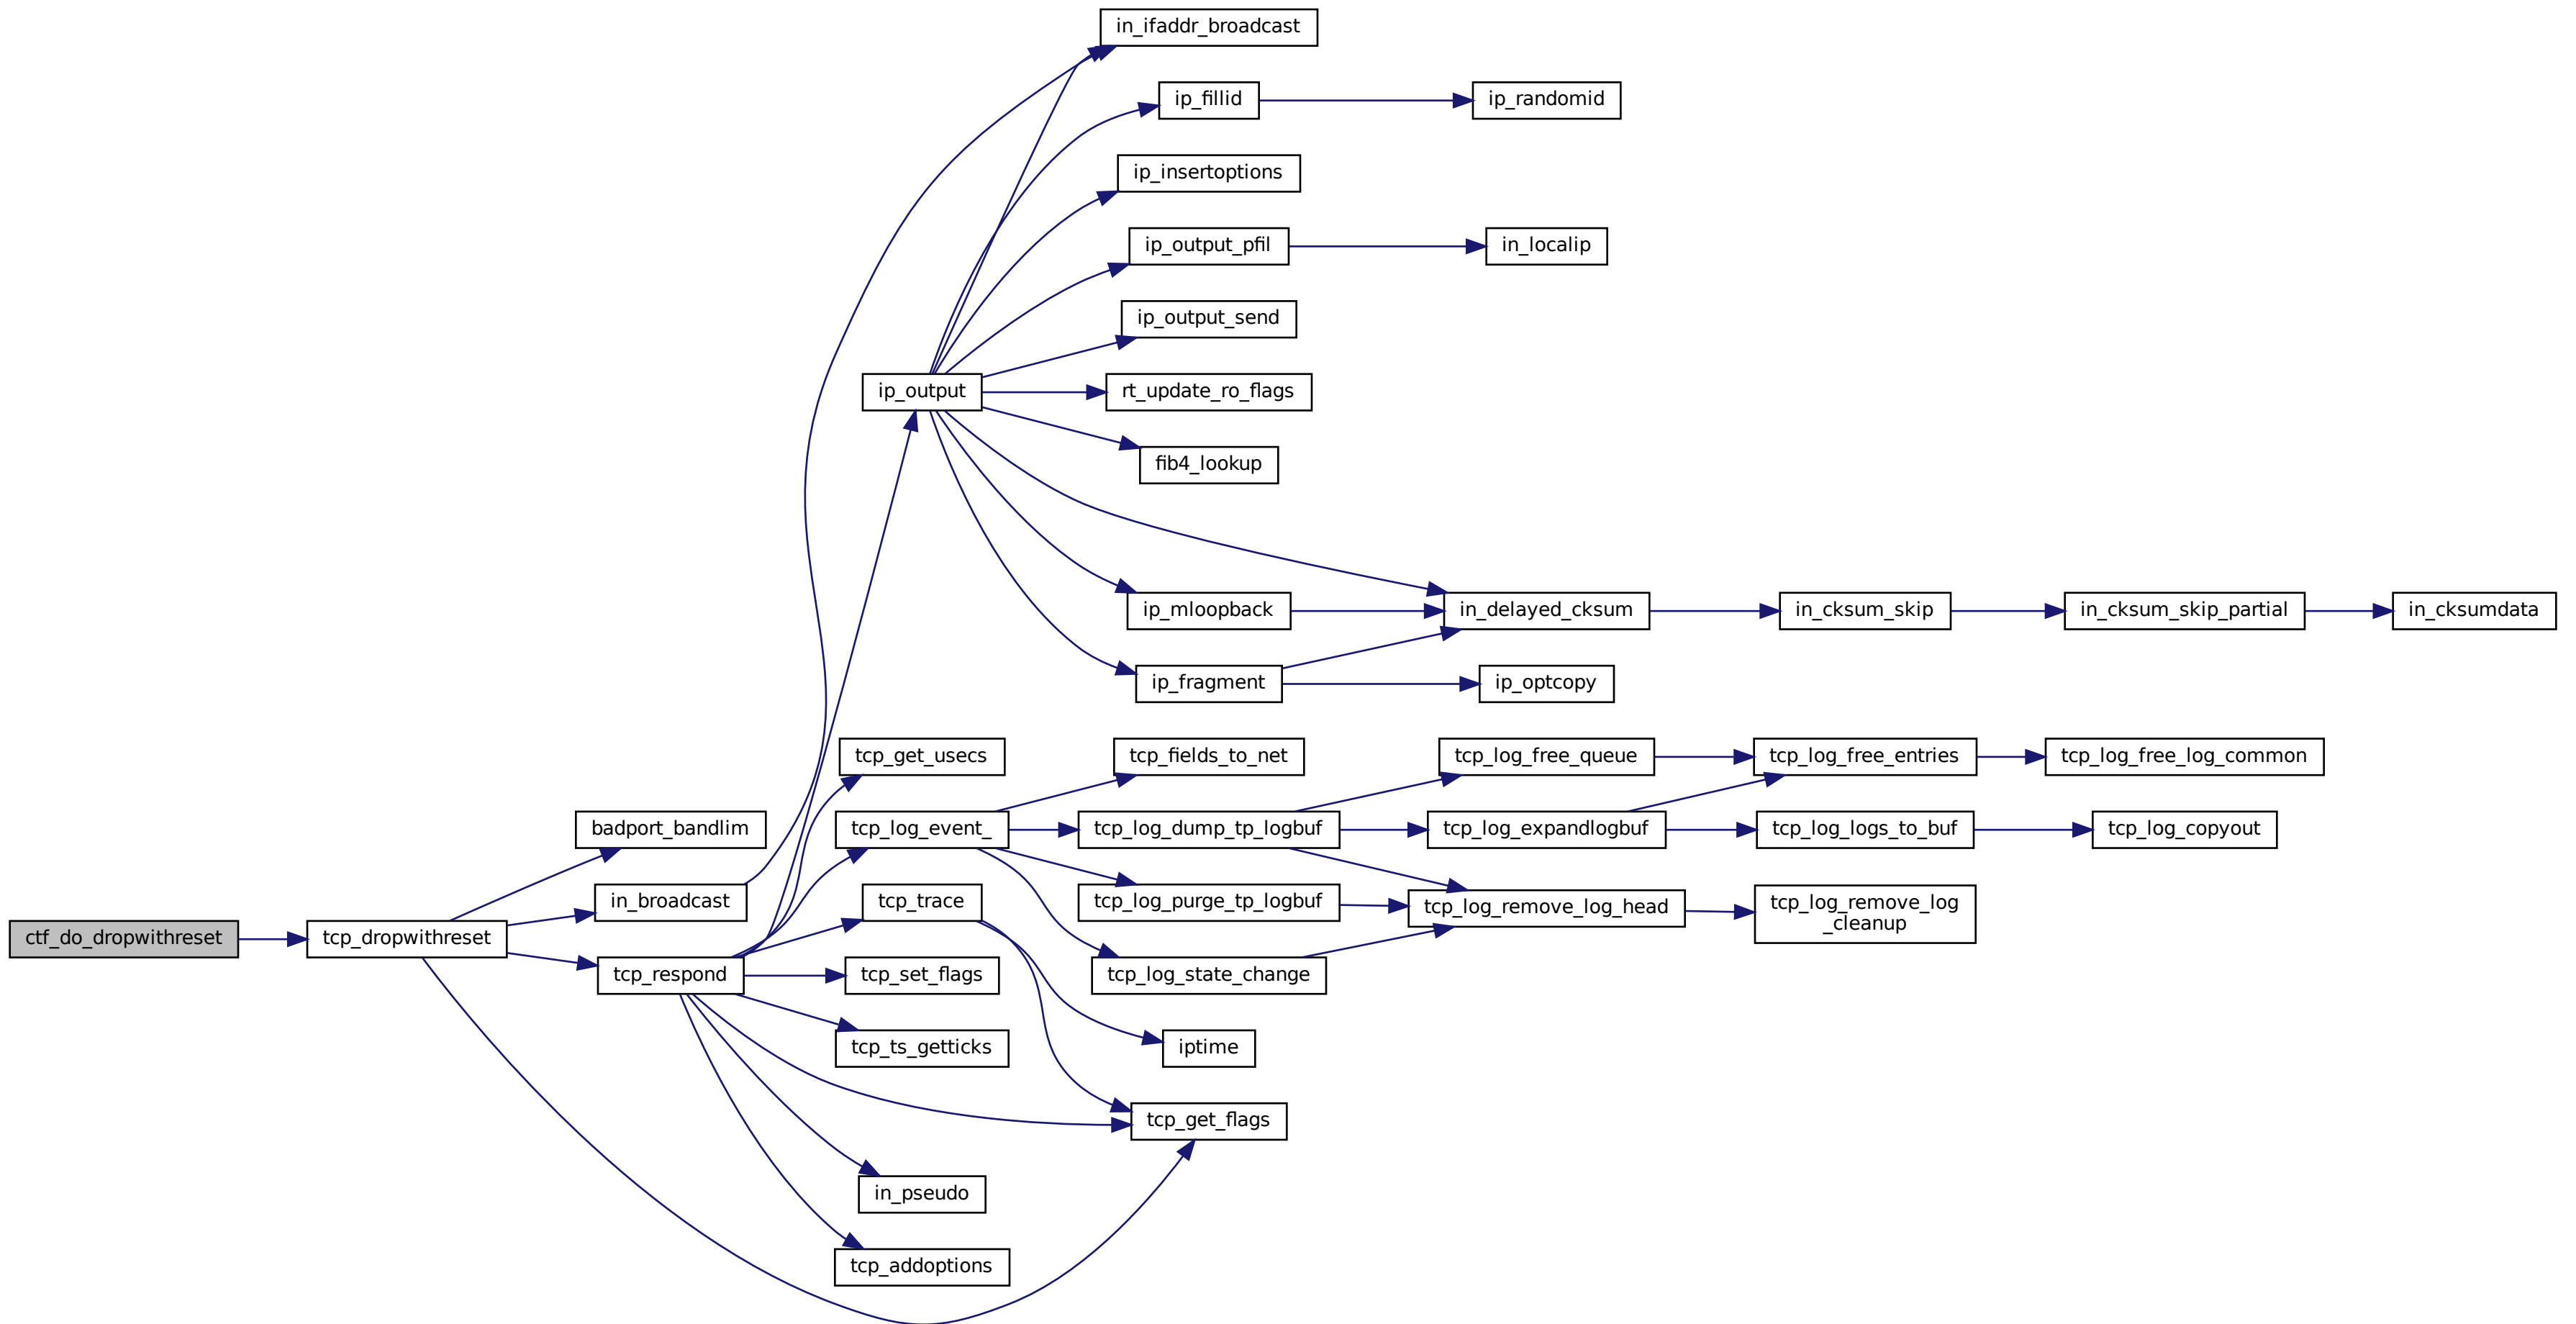 in_ifaddr_broadcast
ip_fillid
ip_randomid
ip_insertoptions
ip_output_pfil
in_localip
ip_output_send
ip_output
rt_update_ro_flags
fib4_lookup
ip_mloopback
in_delayed_cksum
in_cksum_skip
in_cksum_skip_partial
in_cksumdata
ip_fragment
ip_optcopy
tcp_get_usecs
tcp_fields_to_net
tcp_log_free_queue
tcp_log_free_entries
tcp_log_free_log_common
badport_bandlim
tcp_log_event_
tcp_log_dump_tp_logbuf
tcp_log_expandlogbuf
tcp_log_logs_to_buf
tcp_log_copyout
in_broadcast
tcp_trace
tcp_log_purge_tp_logbuf
tcp_log_remove_log_head
tcp_log_remove_log
_cleanup
ctf_do_dropwithreset
tcp_dropwithreset
tcp_respond
tcp_set_flags
tcp_log_state_change
tcp_ts_getticks
iptime
tcp_get_flags
in_pseudo
tcp_addoptions